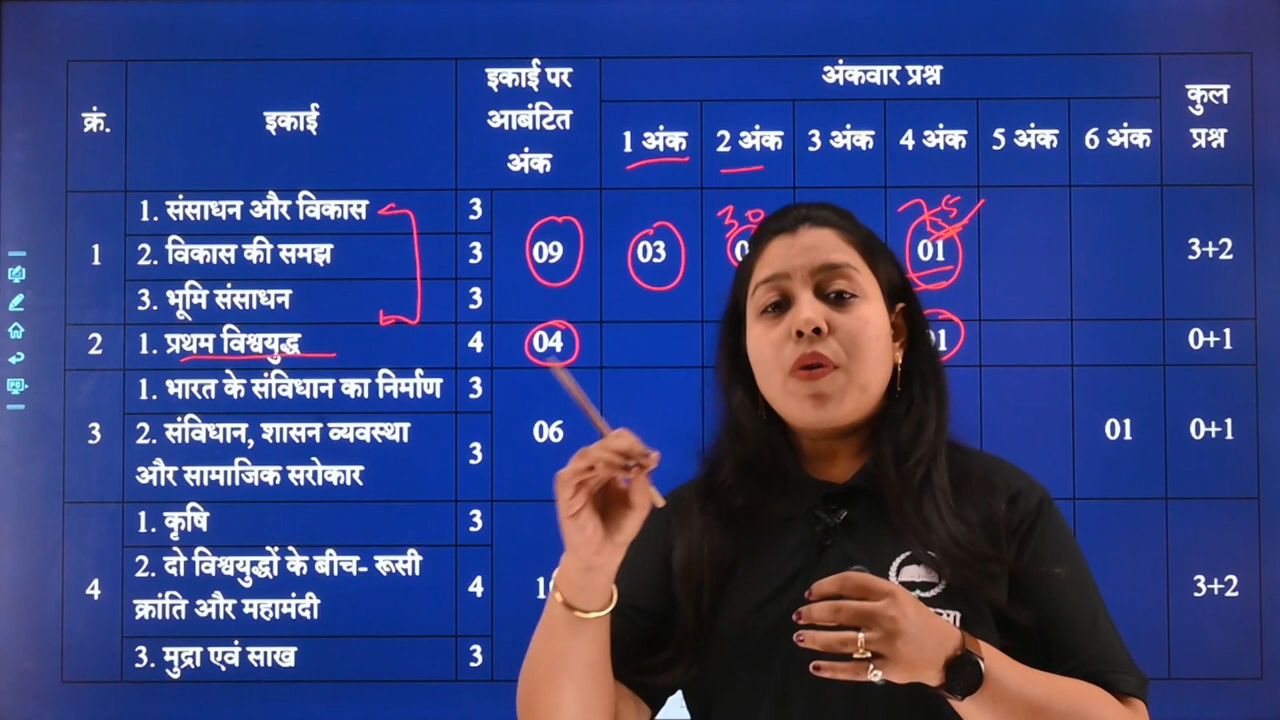 क्रं. इकाई इकाई पर आबंटित अंक अंकवार प्रश्न कुल प्रश्न
1 अंक 2 अंक 3 अंक 4 अंक 5 अंक 6 अंक
1 1. संसाधन और विकास 3 09 03 01 3+2
2. विकास की समझ 3
3. भूमि संसाधन 3
30
75
2 1. प्रथम विश्वयुद्ध 4 04 01 0+1
3 1. भारत के संविधान का निर्माण 3 06 01 0+1
2. संविधान, शासन व्यवस्था
और सामाजिक सरोकार 3
4 1. कृषि 3 3+2
2. दो विश्वयुद्धों के बीच- रूसी
क्रांति और महामंदी 4
3. मुद्रा एवं साख 3